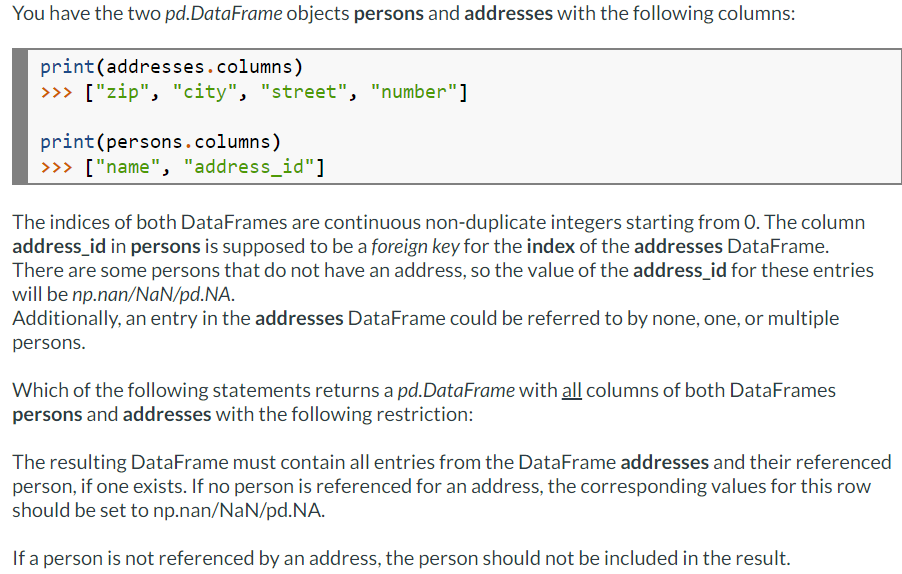 You have the two pd.DataFrame objects persons and addresses with the following columns:
print(addresses.columns)
>>> ["zip", "city", "street", "number"]
print(persons.columns)
>>> ["name", "address_id"]
The indices of both DataFrames are continuous non-duplicate integers starting from 0. The column
address_id in persons is supposed to be a foreign key for the index of the addresses DataFrame.
There are some persons that do not have an address, so the value of the address_id for these entries
will be np.nan/NaN/pd.NA.
Additionally, an entry in the addresses DataFrame could be referred to by none, one, or multiple
persons.
Which of the following statements returns a pd.DataFrame with all columns of both DataFrames
persons and addresses with the following restriction:
The resulting DataFrame must contain all entries from the DataFrame addresses and their referenced
person, if one exists. If no person is referenced for an address, the corresponding values for this row
should be set to np.nan/NaN/pd.NA.
If a person is not referenced by an address, the person should not be included in the result.